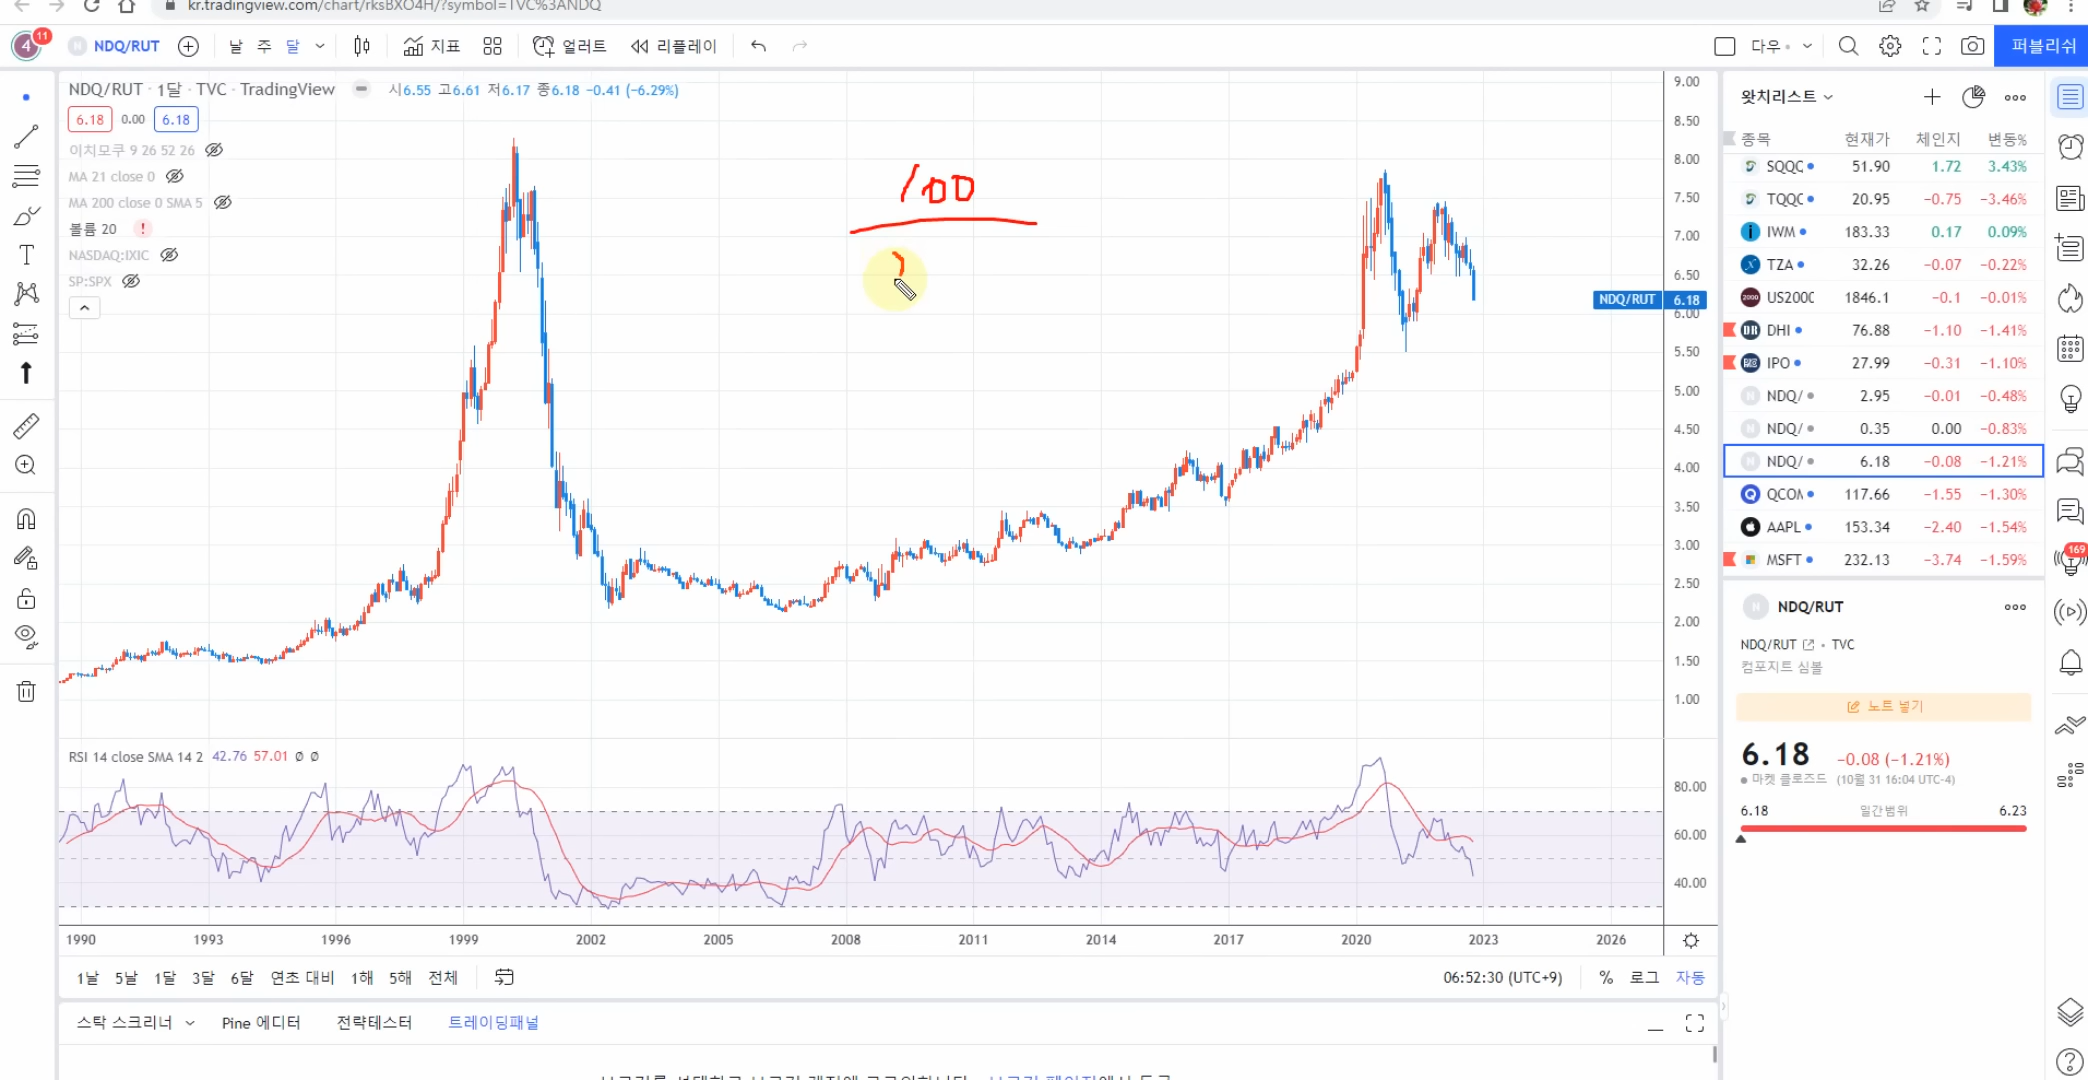 kr.tradingview.com/chart/rksBXO4H/?symbol=TVC%3ANDQ
4 11 NDQ/RUT 날 주 달 지표 얼러트 리플레이 다우 퍼블리쉬
NDQ/RUT · 1달 · TVC · TradingView 시6.55 고6.61 저6.17 종6.18 −0.41 (−6.29%)
6.18 0.00 6.18
이치모쿠 9 26 52 26
MA 21 close 0
MA 200 close 0 SMA 5
볼륨 20 !
NASDAQ:IXIC
SP:SPX
100
9.00
8.50
8.00
7.50
7.00
6.50
NDQ/RUT 6.18
6.00
5.50
5.00
4.50
4.00
3.50
3.00
2.50
2.00
1.50
1.00
RSI 14 close SMA 14 2 42.76 57.01 ø ø
80.00
60.00
40.00
1990 1993 1996 1999 2002 2005 2008 2011 2014 2017 2020 2023 2026
1날 5날 1달 3달 6달 연초 대비 1해 5해 전체 06:52:30 (UTC+9) % 로그 자동
스탁 스크리너 Pine 에디터 전략테스터 트레이딩패널
왓치리스트
종목 현재가 체인지 변동%
SQQQ 51.90 1.72 3.43%
TQQQ 20.95 −0.75 −3.46%
IWM 183.33 0.17 0.09%
TZA 32.26 −0.07 −0.22%
2000 US2000 1846.1 −0.1 −0.01%
DHI 76.88 −1.10 −1.41%
IPO 27.99 −0.31 −1.10%
NDQ/ 2.95 −0.01 −0.48%
NDQ/ 0.35 0.00 −0.83%
NDQ/ 6.18 −0.08 −1.21%
QCOM 117.66 −1.55 −1.30%
AAPL 153.34 −2.40 −1.54%
MSFT 232.13 −3.74 −1.59%
169
NDQ/RUT
NDQ/RUT · TVC
컴포지트 심볼
노트 넣기
6.18 −0.08 (−1.21%)
마켓 클로즈드 (10월 31 16:04 UTC-4)
6.18 일간범위 6.23